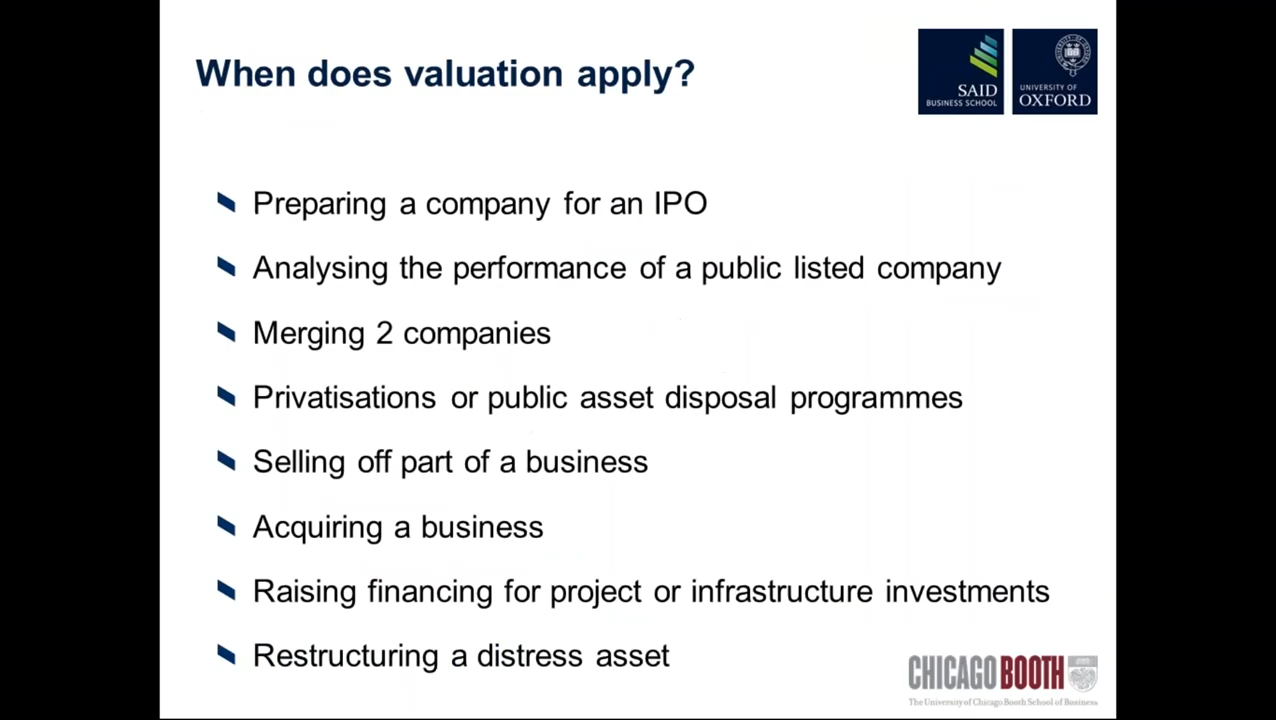 When does valuation apply?
SAID
BUSINESS SCHOOL
UNIVERSITY OF
OXFORD
Preparing a company for an IPO
Analysing the performance of a public listed company
Merging 2 companies
Privatisations or public asset disposal programmes
Selling off part of a business
Acquiring a business
Raising financing for project or infrastructure investments
Restructuring a distress asset
CHICAGO BOOTH
The University of Chicago Booth School of Business